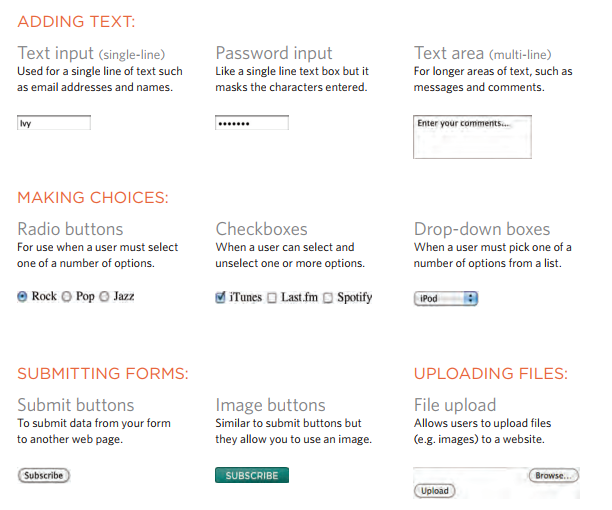 ADDING TEXT:
Text input (single-line)
Used for a single line of text such
as email addresses and names.
Ivy
Password input
Like a single line text box but it
masks the characters entered.
•••••••
Text area (multi-line)
For longer areas of text, such as
messages and comments.
Enter your comments...
MAKING CHOICES:
Radio buttons
For use when a user must select
one of a number of options.
Rock Pop Jazz
Checkboxes
When a user can select and
unselect one or more options.
iTunes Last.fm Spotify
Drop-down boxes
When a user must pick one of a
number of options from a list.
iPod
SUBMITTING FORMS:
Submit buttons
To submit data from your form
to another web page.
Subscribe
Image buttons
Similar to submit buttons but
they allow you to use an image.
SUBSCRIBE
UPLOADING FILES:
File upload
Allows users to upload files
(e.g. images) to a website.
Browse...
Upload